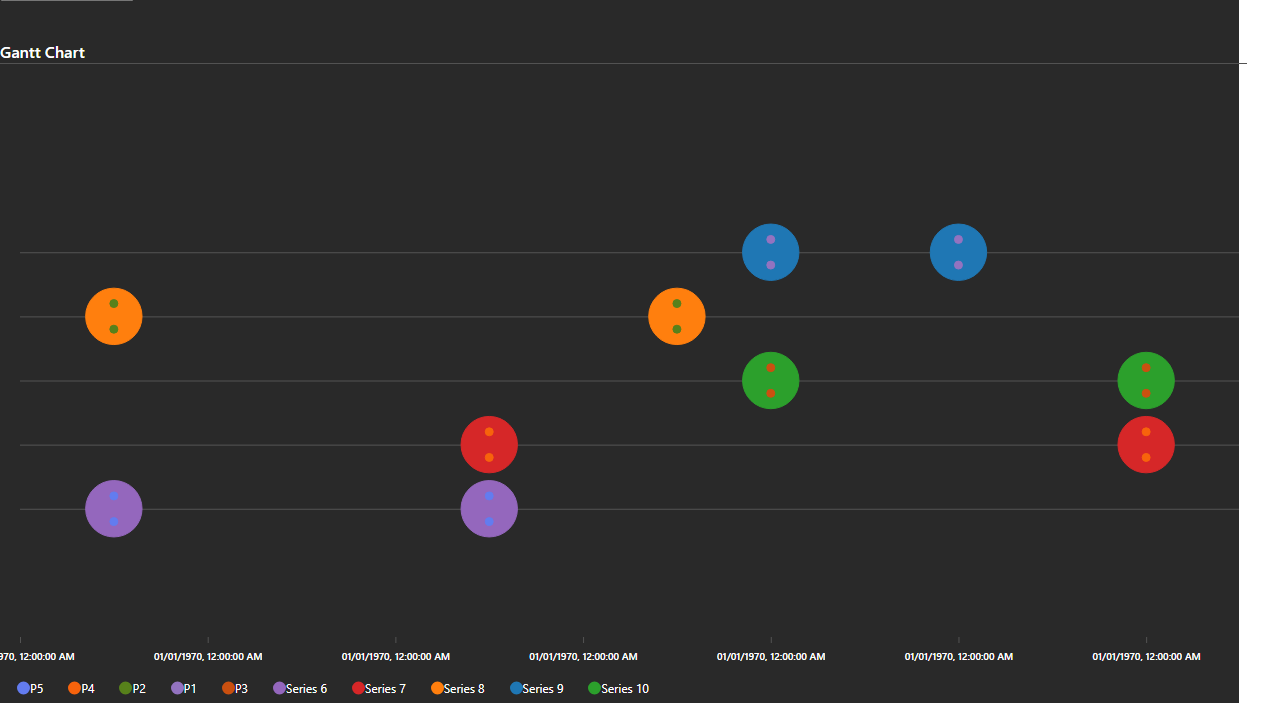 Gantt Chart
970, 12:00:00 AM 01/01/1970, 12:00:00 AM 01/01/1970, 12:00:00 AM 01/01/1970, 12:00:00 AM 01/01/1970, 12:00:00 AM 01/01/1970, 12:00:00 AM 01/01/1970, 12:00:00 AM
P5 P4 P2 P1 P3 Series 6 Series 7 Series 8 Series 9 Series 10